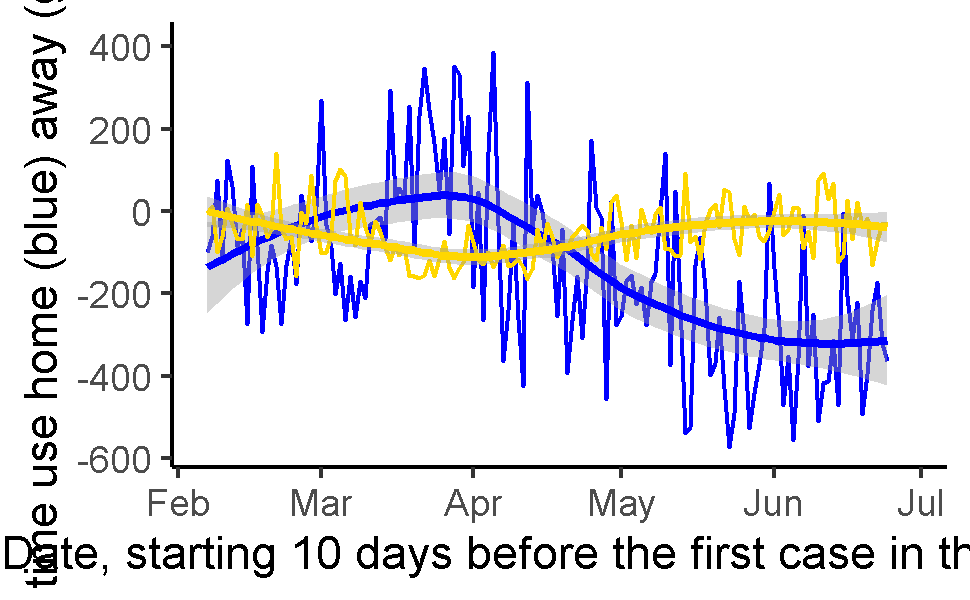 time use home (blue) away (
400
200
0
-200
-400
-600
Feb Mar Apr May Jun Jul
Date, starting 10 days before the first case in th